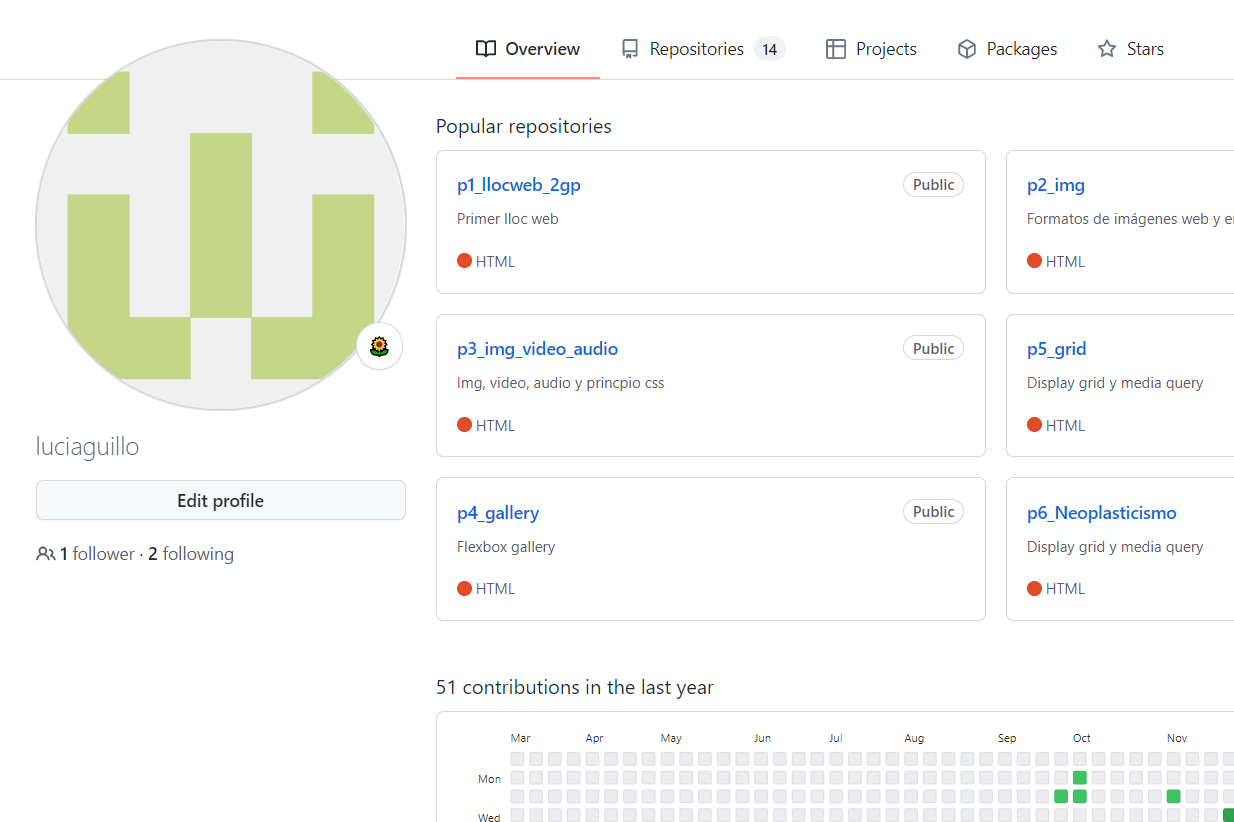 Overview Repositories 14 Projects Packages Stars
Popular repositories
p1_llocweb_2gp Public
Primer lloc web
HTML
p2_img
Formatos de imágenes web y
HTML
p3_img_video_audio Public
Img, video, audio y princpio css
HTML
p5_grid
Display grid y media query
HTML
p4_gallery Public
Flexbox gallery
HTML
p6_Neoplasticismo
Display grid y media query
HTML
luciaguillo
Edit profile
1 follower · 2 following
51 contributions in the last year
Mar Apr May Jun Jul Aug Sep Oct Nov
Mon
Wed